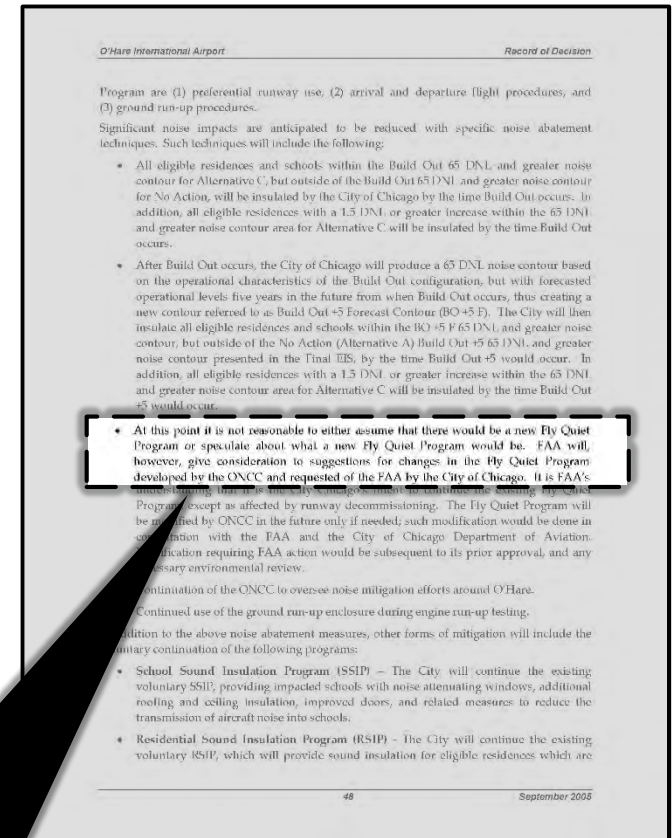 O'Hare International Airport Record of Decision
Program are (1) preferential runway use, (2) arrival and departure flight procedures, and
(3) ground run-up procedures.
Significant noise impacts are anticipated to be reduced with specific noise abatement
techniques. Such techniques will include the following:
• All eligible residences and schools within the Build Out 65 DNL and greater noise
contour for Alternative C, but outside of the Build Out 65 DNL and greater noise contour
for No Action, will be insulated by the City of Chicago by the time Build Out occurs. In
addition, all eligible residences with a 1.5 DNL or greater increase within the 65 DNL
and greater noise contour area for Alternative C will be insulated by the time Build Out
occurs.
• After Build Out occurs, the City of Chicago will produce a 65 DNL noise contour based
on the operational characteristics of the Build Out configuration, but with forecasted
operational levels five years in the future from when Build Out occurs, thus creating a
new contour referred to as Build Out +5 Forecast Contour (BO +5 F). The City will then
insulate all eligible residences and schools within the BO +5 F 65 DNL and greater noise
contour, but outside of the No Action (Alternative A) Build Out +5 65 DNL and greater
noise contour presented in the Final EIS, by the time Build Out +5 would occur. In
addition, all eligible residences with a 1.5 DNL or greater increase within the 65 DNL
and greater noise contour area for Alternative C will be insulated by the time Build Out
+5 would occur.
• At this point it is not reasonable to either assume that there would be a new Fly Quiet
Program or speculate about what a new Fly Quiet Program would be. FAA will,
however, give consideration to suggestions for changes in the Fly Quiet Program
developed by the ONCC and requested of the FAA by the City of Chicago. It is FAA's
understanding that it is the City Chicago's intent to continue the existing Fly Quiet
Program except as affected by runway decommissioning. The Fly Quiet Program will
be by ONCC in the future only if needed; such modification would be done in
with the FAA and the City of Chicago Department of Aviation.
requiring FAA action would be subsequent to its prior approval, and any
environmental review.
ontinuation of the ONCC to oversee noise mitigation efforts around O'Hare.
Continued use of the ground run-up enclosure during engine run-up testing.
dition to the above noise abatement measures, other forms of mitigation will include the
continuation of the following programs:
• School Sound Insulation Program (SSIP) – The City will continue the existing
voluntary SSIP, providing impacted schools with noise attenuating windows, additional
roofing and ceiling insulation, improved doors, and related measures to reduce the
transmission of aircraft noise into schools.
• Residential Sound Insulation Program (RSIP) - The City will continue the existing
voluntary RSIP, which will provide sound insulation for eligible residences which are
48 September 2005